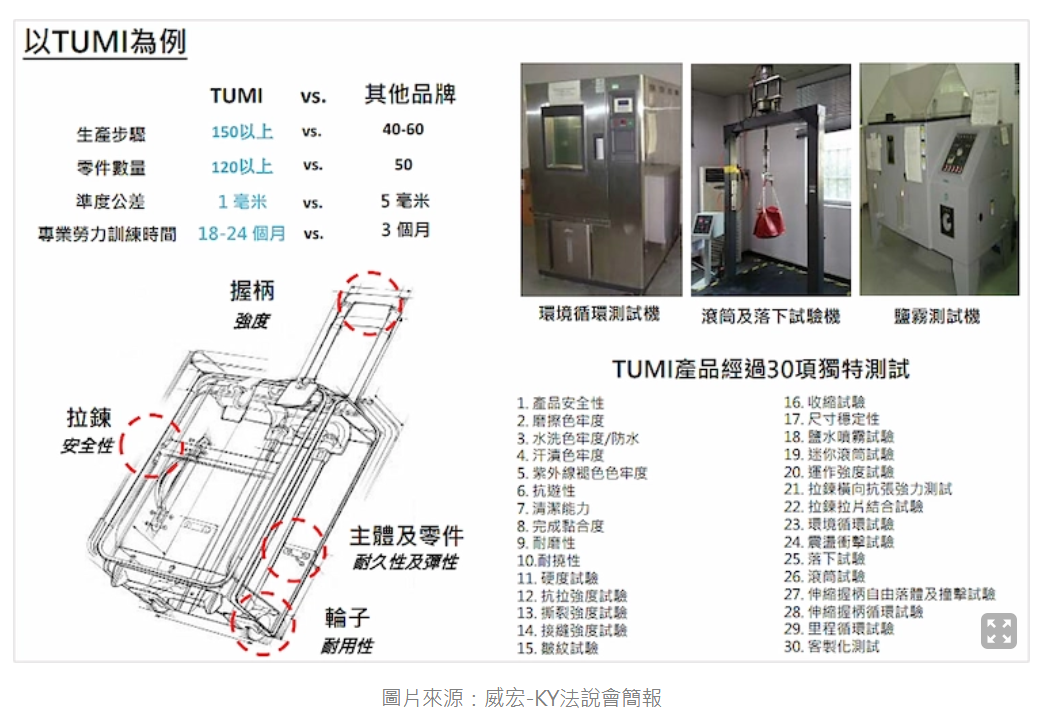 以TUMI為例
TUMI vs. 其他品牌
生產步驟 150以上 vs. 40-60
零件數量 120以上 vs. 50
準度公差 1 毫米 vs. 5 毫米
專業勞力訓練時間 18-24 個月 vs. 3 個月
握柄
強度
拉鍊
安全性
主體及零件
耐久性及彈性
輪子
耐用性
環境循環測試機
滾筒及落下試驗機
鹽霧測試機
TUMI產品經過30項獨特測試
1. 產品安全性
2. 磨擦色牢度
3. 水洗色牢度/防水
4. 汗漬色牢度
5. 紫外線褪色色牢度
6. 抗遊性
7. 清潔能力
8. 完成黏合度
9. 耐磨性
10.耐撓性
11. 硬度試驗
12. 抗拉強度試驗
13. 撕裂強度試驗
14. 接縫強度試驗
15. 皺紋試驗
16. 收縮試驗
17. 尺寸穩定性
18. 鹽水噴霧試驗
19. 迷你滾筒試驗
20. 運作強度試驗
21. 拉鍊橫向抗張強力測試
22. 拉鍊拉片結合試驗
23. 環境循環試驗
24. 震盪衝擊試驗
25. 落下試驗
26. 滾筒試驗
27. 伸縮握柄自由落體及撞擊試驗
28. 伸縮握柄循環試驗
29. 里程循環試驗
30. 客製化測試
圖片來源：威宏-KY法說會簡報